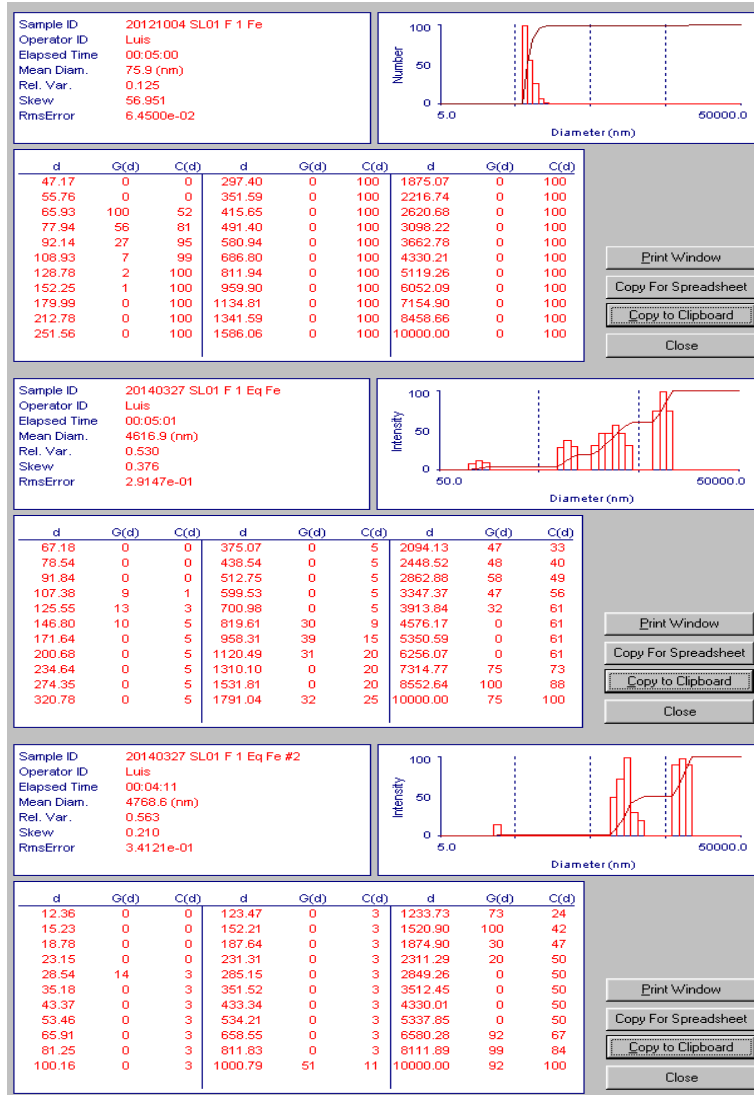 Sample ID 20121004 SL01 F 1 Fe
Operator ID Luis
Elapsed Time 00:05:00
Mean Diam. 75.9 (nm)
Rel. Var. 0.125
Skew 56.951
RmsError 6.4500e-02
Number
100
50
0
5.0 50000.0
Diameter (nm)
d G(d) C(d) d G(d) C(d) d G(d) C(d)
47.17 0 0 297.40 0 100 1875.07 0 100
55.76 0 0 351.59 0 100 2216.74 0 100
65.93 100 52 415.65 0 100 2620.68 0 100
77.94 56 81 491.40 0 100 3098.22 0 100
92.14 27 95 580.94 0 100 3662.78 0 100
108.93 7 99 686.80 0 100 4330.21 0 100
128.78 2 100 811.94 0 100 5119.26 0 100
152.25 1 100 959.90 0 100 6052.09 0 100
179.99 0 100 1134.81 0 100 7154.90 0 100
212.78 0 100 1341.59 0 100 8458.66 0 100
251.56 0 100 1586.06 0 100 10000.00 0 100
Print Window
Copy For Spreadsheet
Copy to Clipboard
Close
Sample ID 20140327 SL01 F 1 Eq Fe
Operator ID Luis
Elapsed Time 00:05:01
Mean Diam. 4616.9 (nm)
Rel. Var. 0.530
Skew 0.376
RmsError 2.9147e-01
Intensity
100
50
0
50.0 50000.0
Diameter (nm)
d G(d) C(d) d G(d) C(d) d G(d) C(d)
67.18 0 0 375.07 0 5 2094.13 47 33
78.54 0 0 438.54 0 5 2448.52 48 40
91.84 0 0 512.75 0 5 2862.88 58 49
107.38 9 1 599.53 0 5 3347.37 47 56
125.55 13 3 700.98 0 5 3913.84 32 61
146.80 10 5 819.61 30 9 4576.17 0 61
171.64 0 5 958.31 39 15 5350.59 0 61
200.68 0 5 1120.49 31 20 6256.07 0 61
234.64 0 5 1310.10 0 20 7314.77 75 73
274.35 0 5 1531.81 0 20 8552.64 100 88
320.78 0 5 1791.04 32 25 10000.00 75 100
Print Window
Copy For Spreadsheet
Copy to Clipboard
Close
Sample ID 20140327 SL01 F 1 Eq Fe #2
Operator ID Luis
Elapsed Time 00:04:11
Mean Diam. 4768.6 (nm)
Rel. Var. 0.563
Skew 0.210
RmsError 3.4121e-01
Intensity
100
50
0
5.0 50000.0
Diameter (nm)
d G(d) C(d) d G(d) C(d) d G(d) C(d)
12.36 0 0 123.47 0 3 1233.73 73 24
15.23 0 0 152.21 0 3 1520.90 100 42
18.78 0 0 187.64 0 3 1874.90 30 47
23.15 0 0 231.31 0 3 2311.29 20 50
28.54 14 3 285.15 0 3 2849.26 0 50
35.18 0 3 351.52 0 3 3512.45 0 50
43.37 0 3 433.34 0 3 4330.01 0 50
53.46 0 3 534.21 0 3 5337.85 0 50
65.91 0 3 658.55 0 3 6580.28 92 67
81.25 0 3 811.83 0 3 8111.89 99 84
100.16 0 3 1000.79 51 11 10000.00 92 100
Print Window
Copy For Spreadsheet
Copy to Clipboard
Close